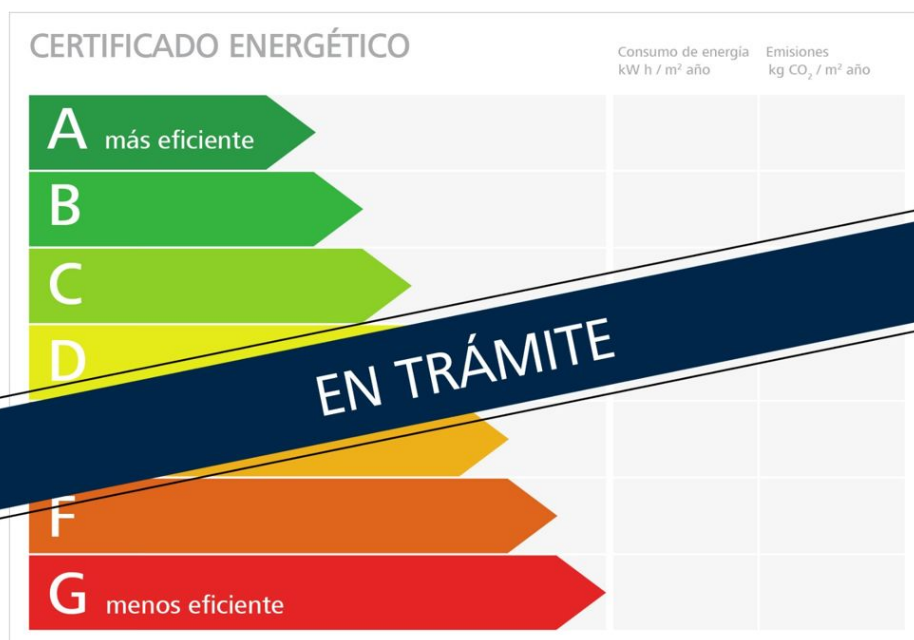 CERTIFICADO ENERGÉTICO
Consumo de energía
kW h / m² año
Emisiones
kg CO₂ / m² año
A más eficiente
B
C
D
EN TRÁMITE
F
G menos eficiente